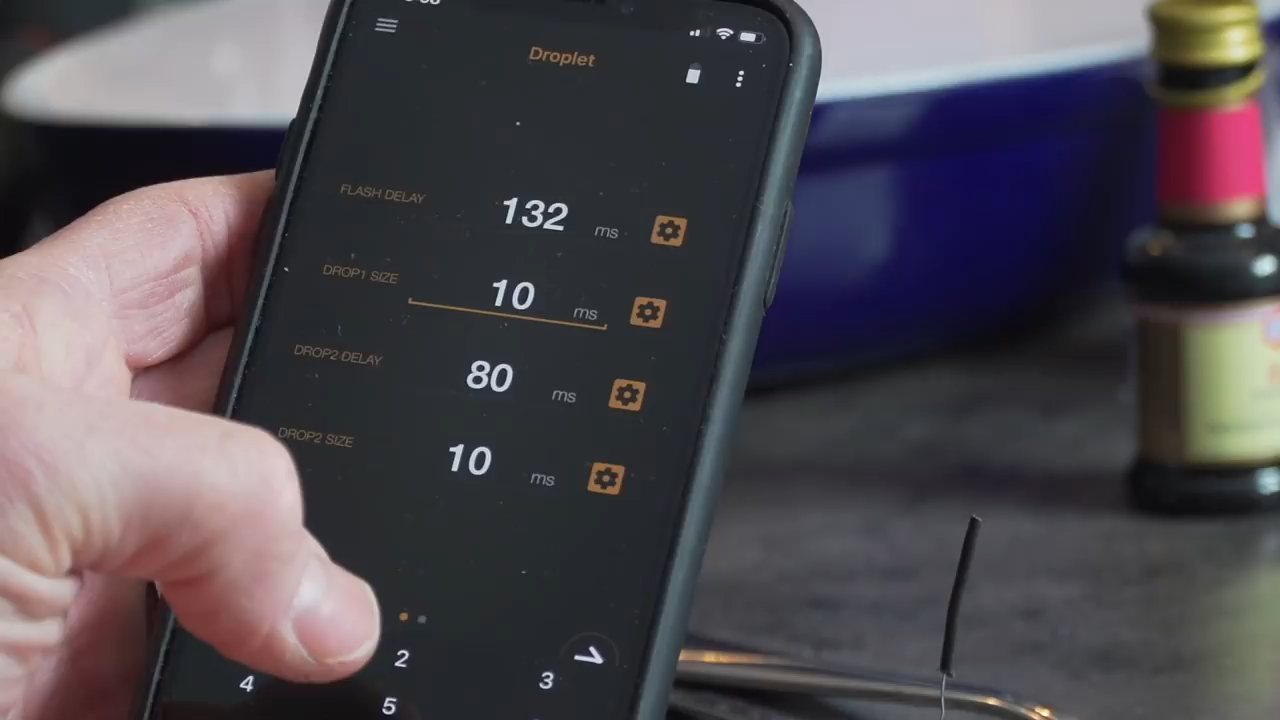 Droplet
FLASH DELAY 132 ms
DROP1 SIZE 10 ms
DROP2 DELAY 80 ms
DROP2 SIZE 10 ms
2 3
4 5